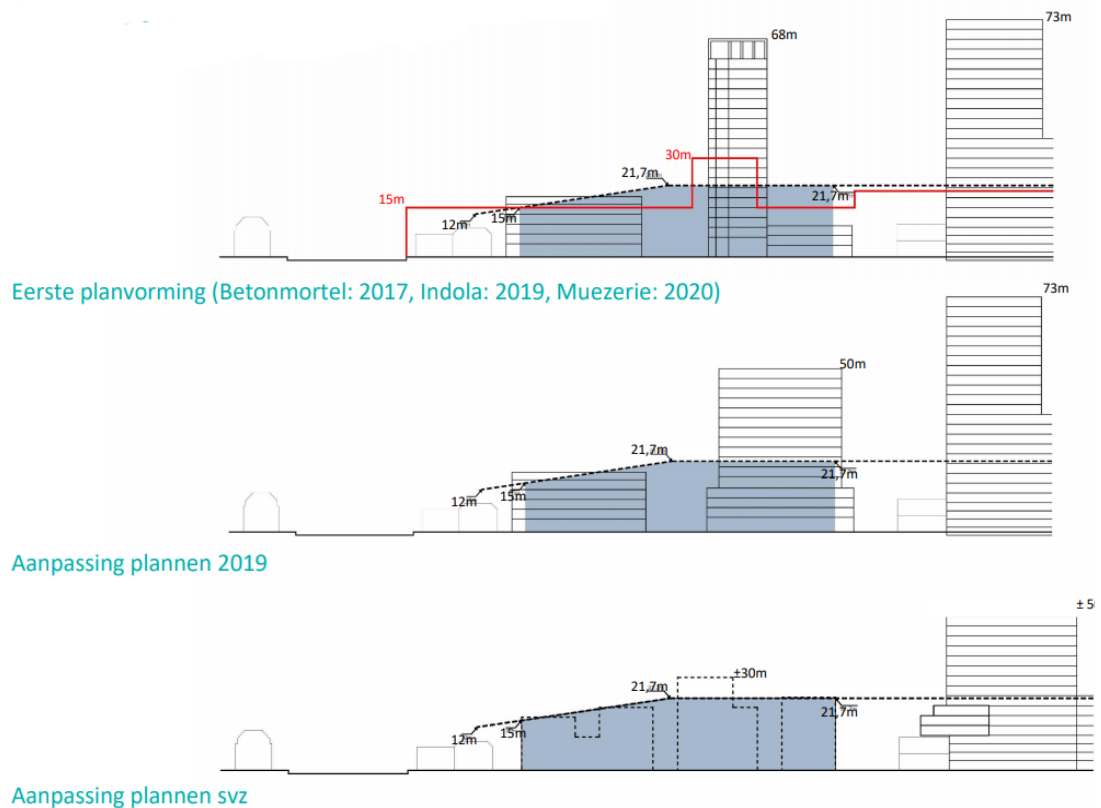 68m
73m
30m
21,7m
15m
21,7m
15m
12m
Eerste planvorming (Betonmortel: 2017, Indola: 2019, Muezerie: 2020)
73m
50m
21,7m
21,7m
15m
12m
Aanpassing plannen 2019
±30m
21,7m
21,7m
15m
12m
Aanpassing plannen svz